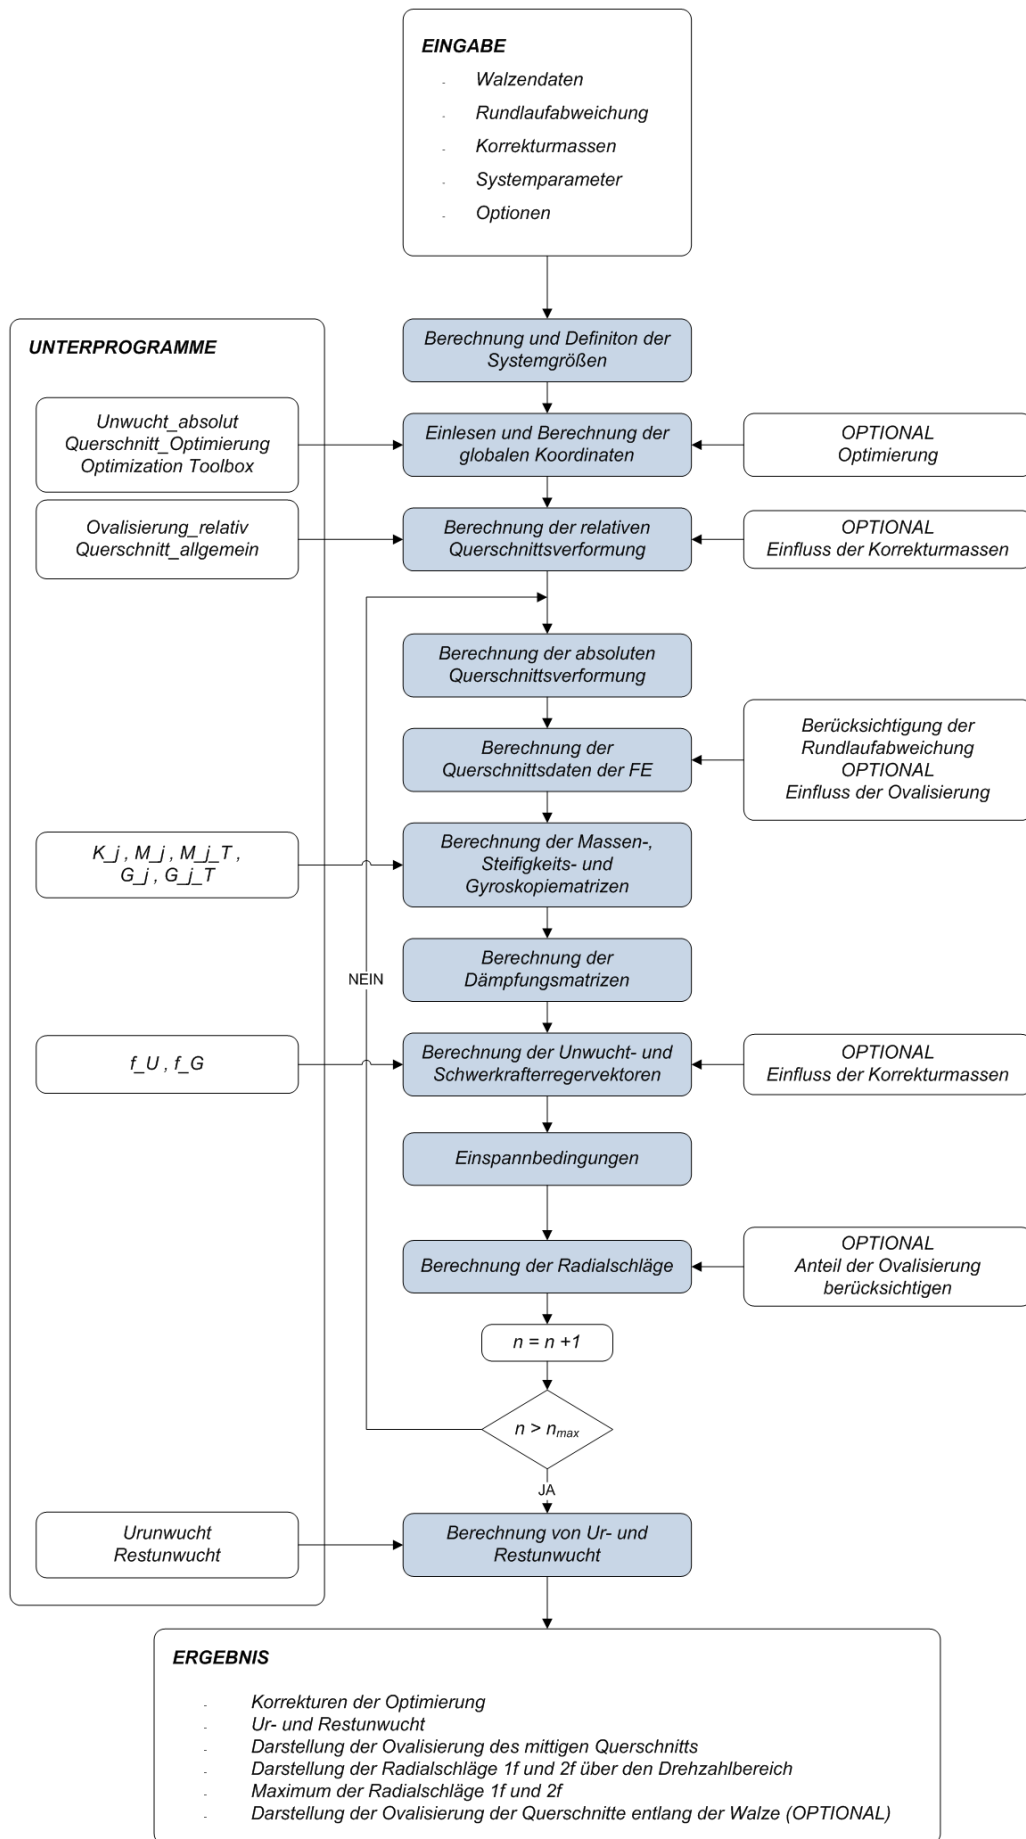 EINGABE
- Walzendaten
- Rundlaufabweichung
- Korrekturmassen
- Systemparameter
- Optionen
UNTERPROGRAMME
Berechnung und Definiton der
Systemgrößen
Unwucht_absolut
Querschnitt_Optimierung
Optimization Toolbox
Einlesen und Berechnung der
globalen Koordinaten
OPTIONAL
Optimierung
Ovalisierung_relativ
Querschnitt_allgemein
Berechnung der relativen
Querschnittsverformung
OPTIONAL
Einfluss der Korrekturmassen
Berechnung der absoluten
Querschnittsverformung
Berechnung der
Querschnittsdaten der FE
Berücksichtigung der
Rundlaufabweichung
OPTIONAL
Einfluss der Ovalisierung
K_j , M_j , M_j_T ,
G_j , G_j_T
Berechnung der Massen-,
Steifigkeits- und
Gyroskopiematrizen
Berechnung der
Dämpfungsmatrizen
NEIN
f_U , f_G
Berechnung der Unwucht- und
Schwerkrafterregervektoren
OPTIONAL
Einfluss der Korrekturmassen
Einspannbedingungen
Berechnung der Radialschläge
OPTIONAL
Anteil der Ovalisierung
berücksichtigen
n = n +1
n > nmax
JA
Urunwucht
Restunwucht
Berechnung von Ur- und
Restunwucht
ERGEBNIS
- Korrekturen der Optimierung
- Ur- und Restunwucht
- Darstellung der Ovalisierung des mittigen Querschnitts
- Darstellung der Radialschläge 1f und 2f über den Drehzahlbereich
- Maximum der Radialschläge 1f und 2f
- Darstellung der Ovalisierung der Querschnitte entlang der Walze (OPTIONAL)